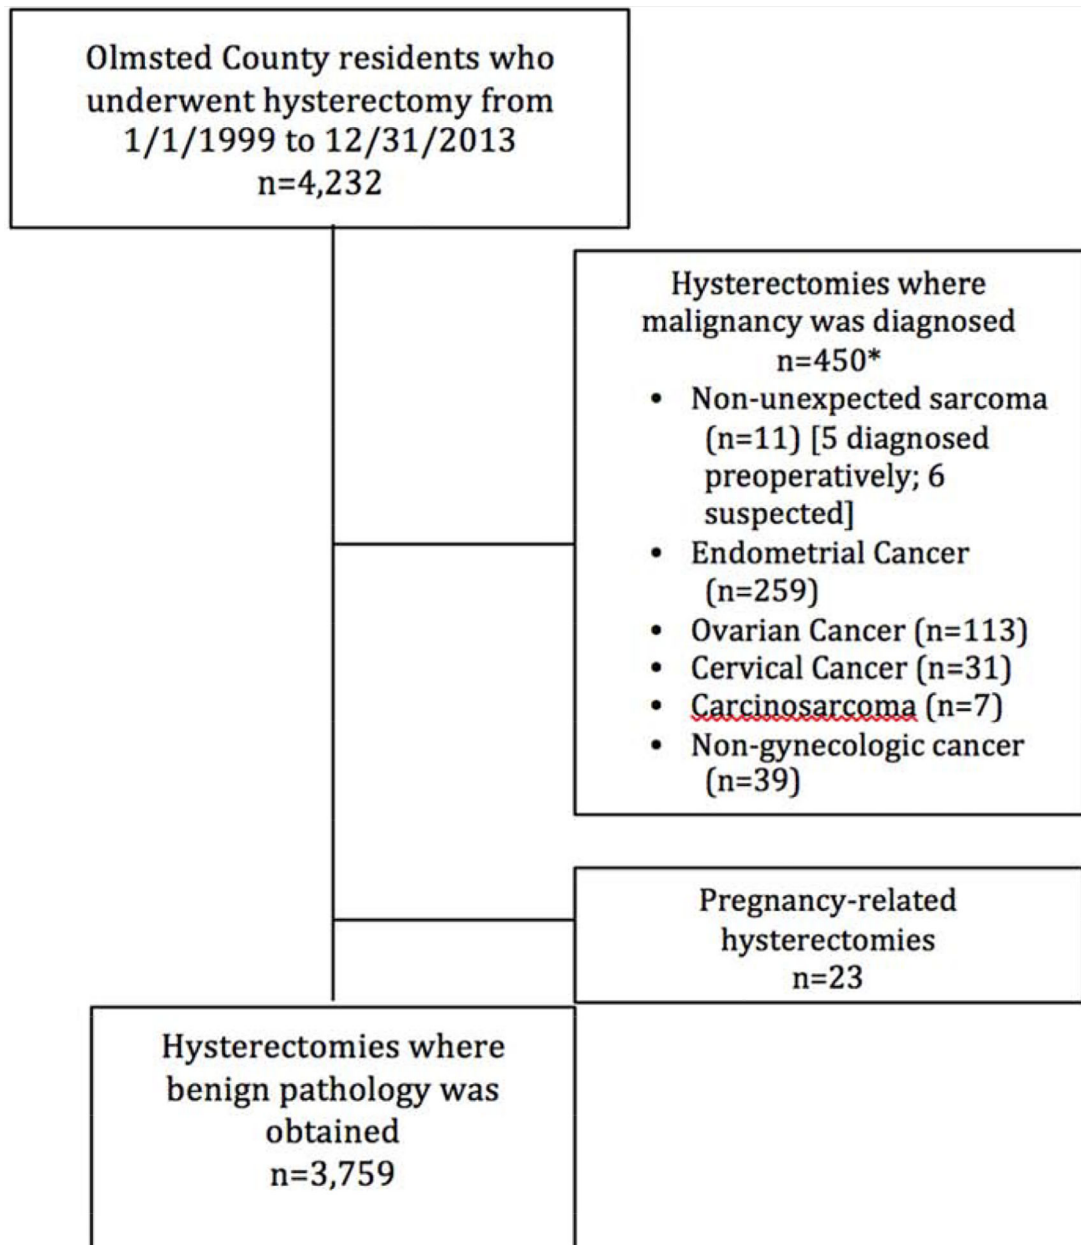 Olmsted County residents who
underwent hysterectomy from
1/1/1999 to 12/31/2013
n=4,232
Hysterectomies where
malignancy was diagnosed
n=450*
• Non-unexpected sarcoma
(n=11) [5 diagnosed
preoperatively; 6
suspected]
• Endometrial Cancer
(n=259)
• Ovarian Cancer (n=113)
• Cervical Cancer (n=31)
• Carcinosarcoma (n=7)
• Non-gynecologic cancer
(n=39)
Pregnancy-related
hysterectomies
n=23
Hysterectomies where
benign pathology was
obtained
n=3,759